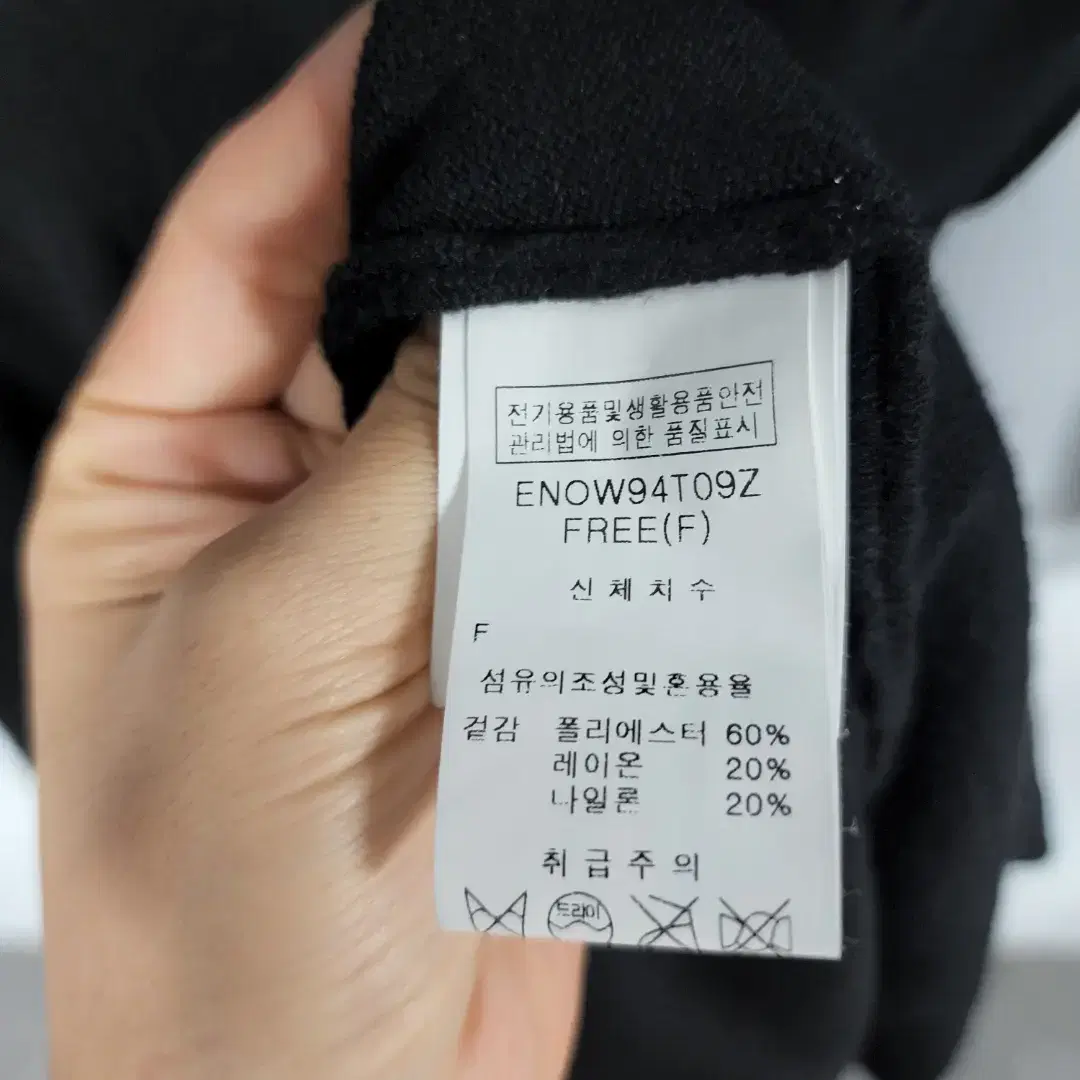 전기용품및생활용품안전
관리법에 의한 품질표시
ENOW94T09Z
FREE(F)
신체치수
F
섬유의조성및혼용율
겉감 폴리에스터 60%
레이온 20%
나일론 20%
취급주의
드라이